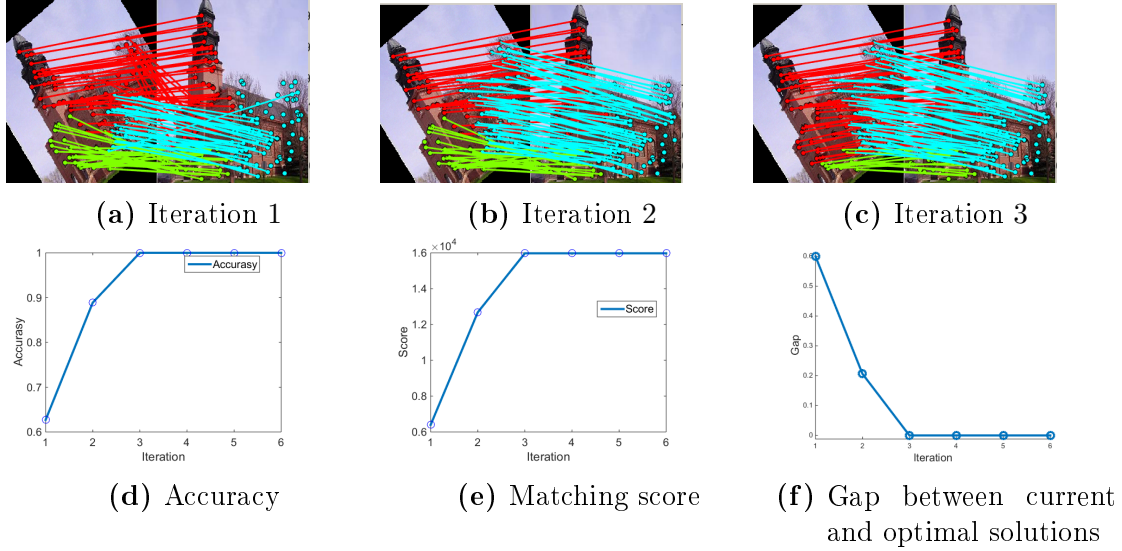 (a) Iteration 1
(b) Iteration 2
(c) Iteration 3
1
0.9
0.8
0.7
0.6
Accurasy
Accurasy
1 2 3 4 5 6
Iteration
× 10^4
1.6
1.4
1.2
1
0.8
0.6
Score
Score
1 2 3 4 5 6
Iteration
0.6
0.5
0.4
0.3
0.2
0.1
0
Gap
1 2 3 4 5 6
Iteration
(d) Accuracy
(e) Matching score
(f) Gap between current
and optimal solutions